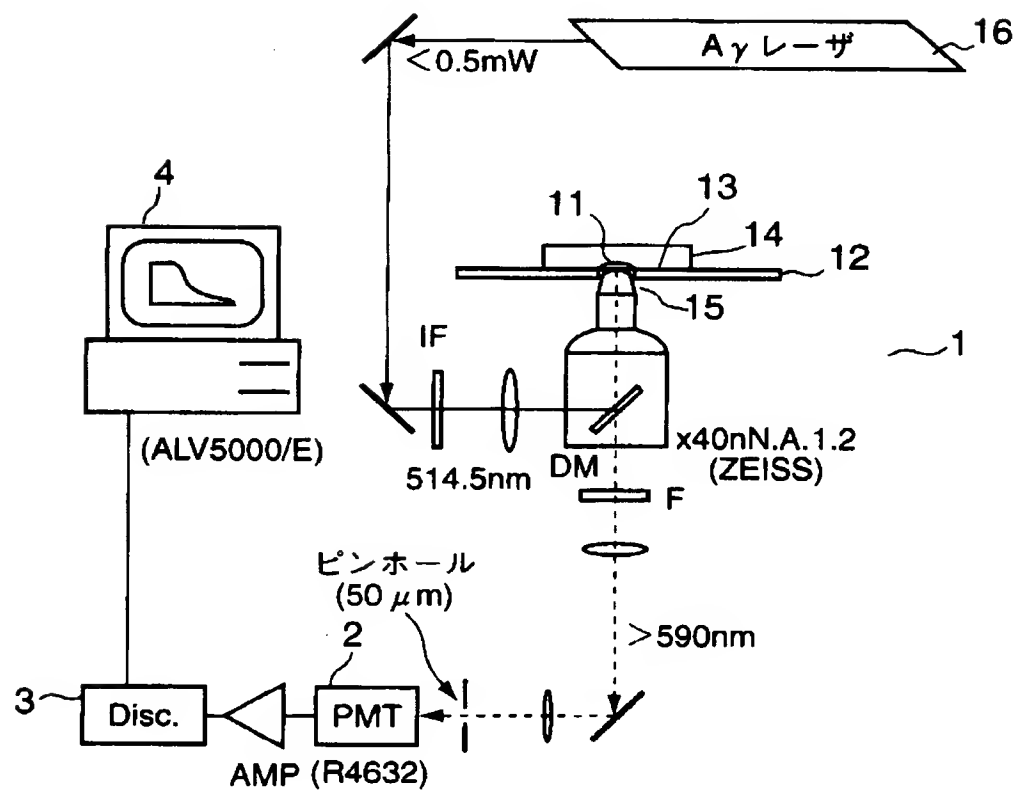 Aγレーザ
16
<0.5mW
4
11
13
14
12
15
1
IF
(ALV5000/E)
514.5nm
DM
x40nN.A.1.2
(ZEISS)
F
ピンホール
(50μm)
>590nm
2
3
Disc.
PMT
AMP (R4632)